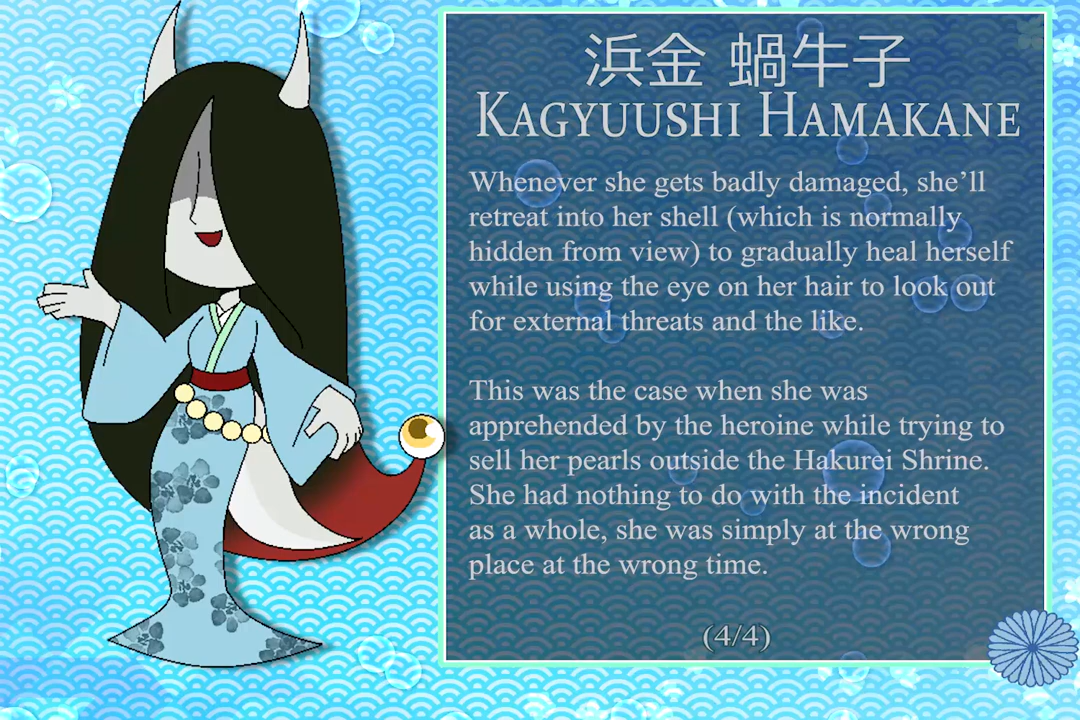 浜金 蝸牛子
Kagyuushi Hamakane
Whenever she gets badly damaged, she’ll
retreat into her shell (which is normally
hidden from view) to gradually heal herself
while using the eye on her hair to look out
for external threats and the like.
This was the case when she was
apprehended by the heroine while trying to
sell her pearls outside the Hakurei Shrine.
She had nothing to do with the incident
as a whole, she was simply at the wrong
place at the wrong time.
(4/4)